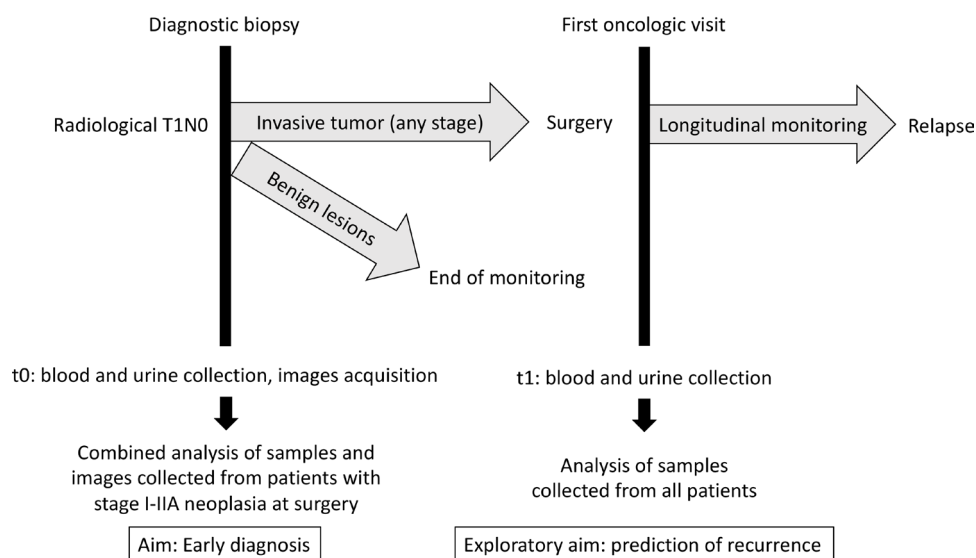 Diagnostic biopsy
First oncologic visit
Radiological T1N0
Invasive tumor (any stage)
Surgery
Longitudinal monitoring
Relapse
Benign lesions
End of monitoring
t0: blood and urine collection, images acquisition
t1: blood and urine collection
Combined analysis of samples and
images collected from patients with
stage I-IIA neoplasia at surgery
Analysis of samples
collected from all patients
Aim: Early diagnosis
Exploratory aim: prediction of recurrence